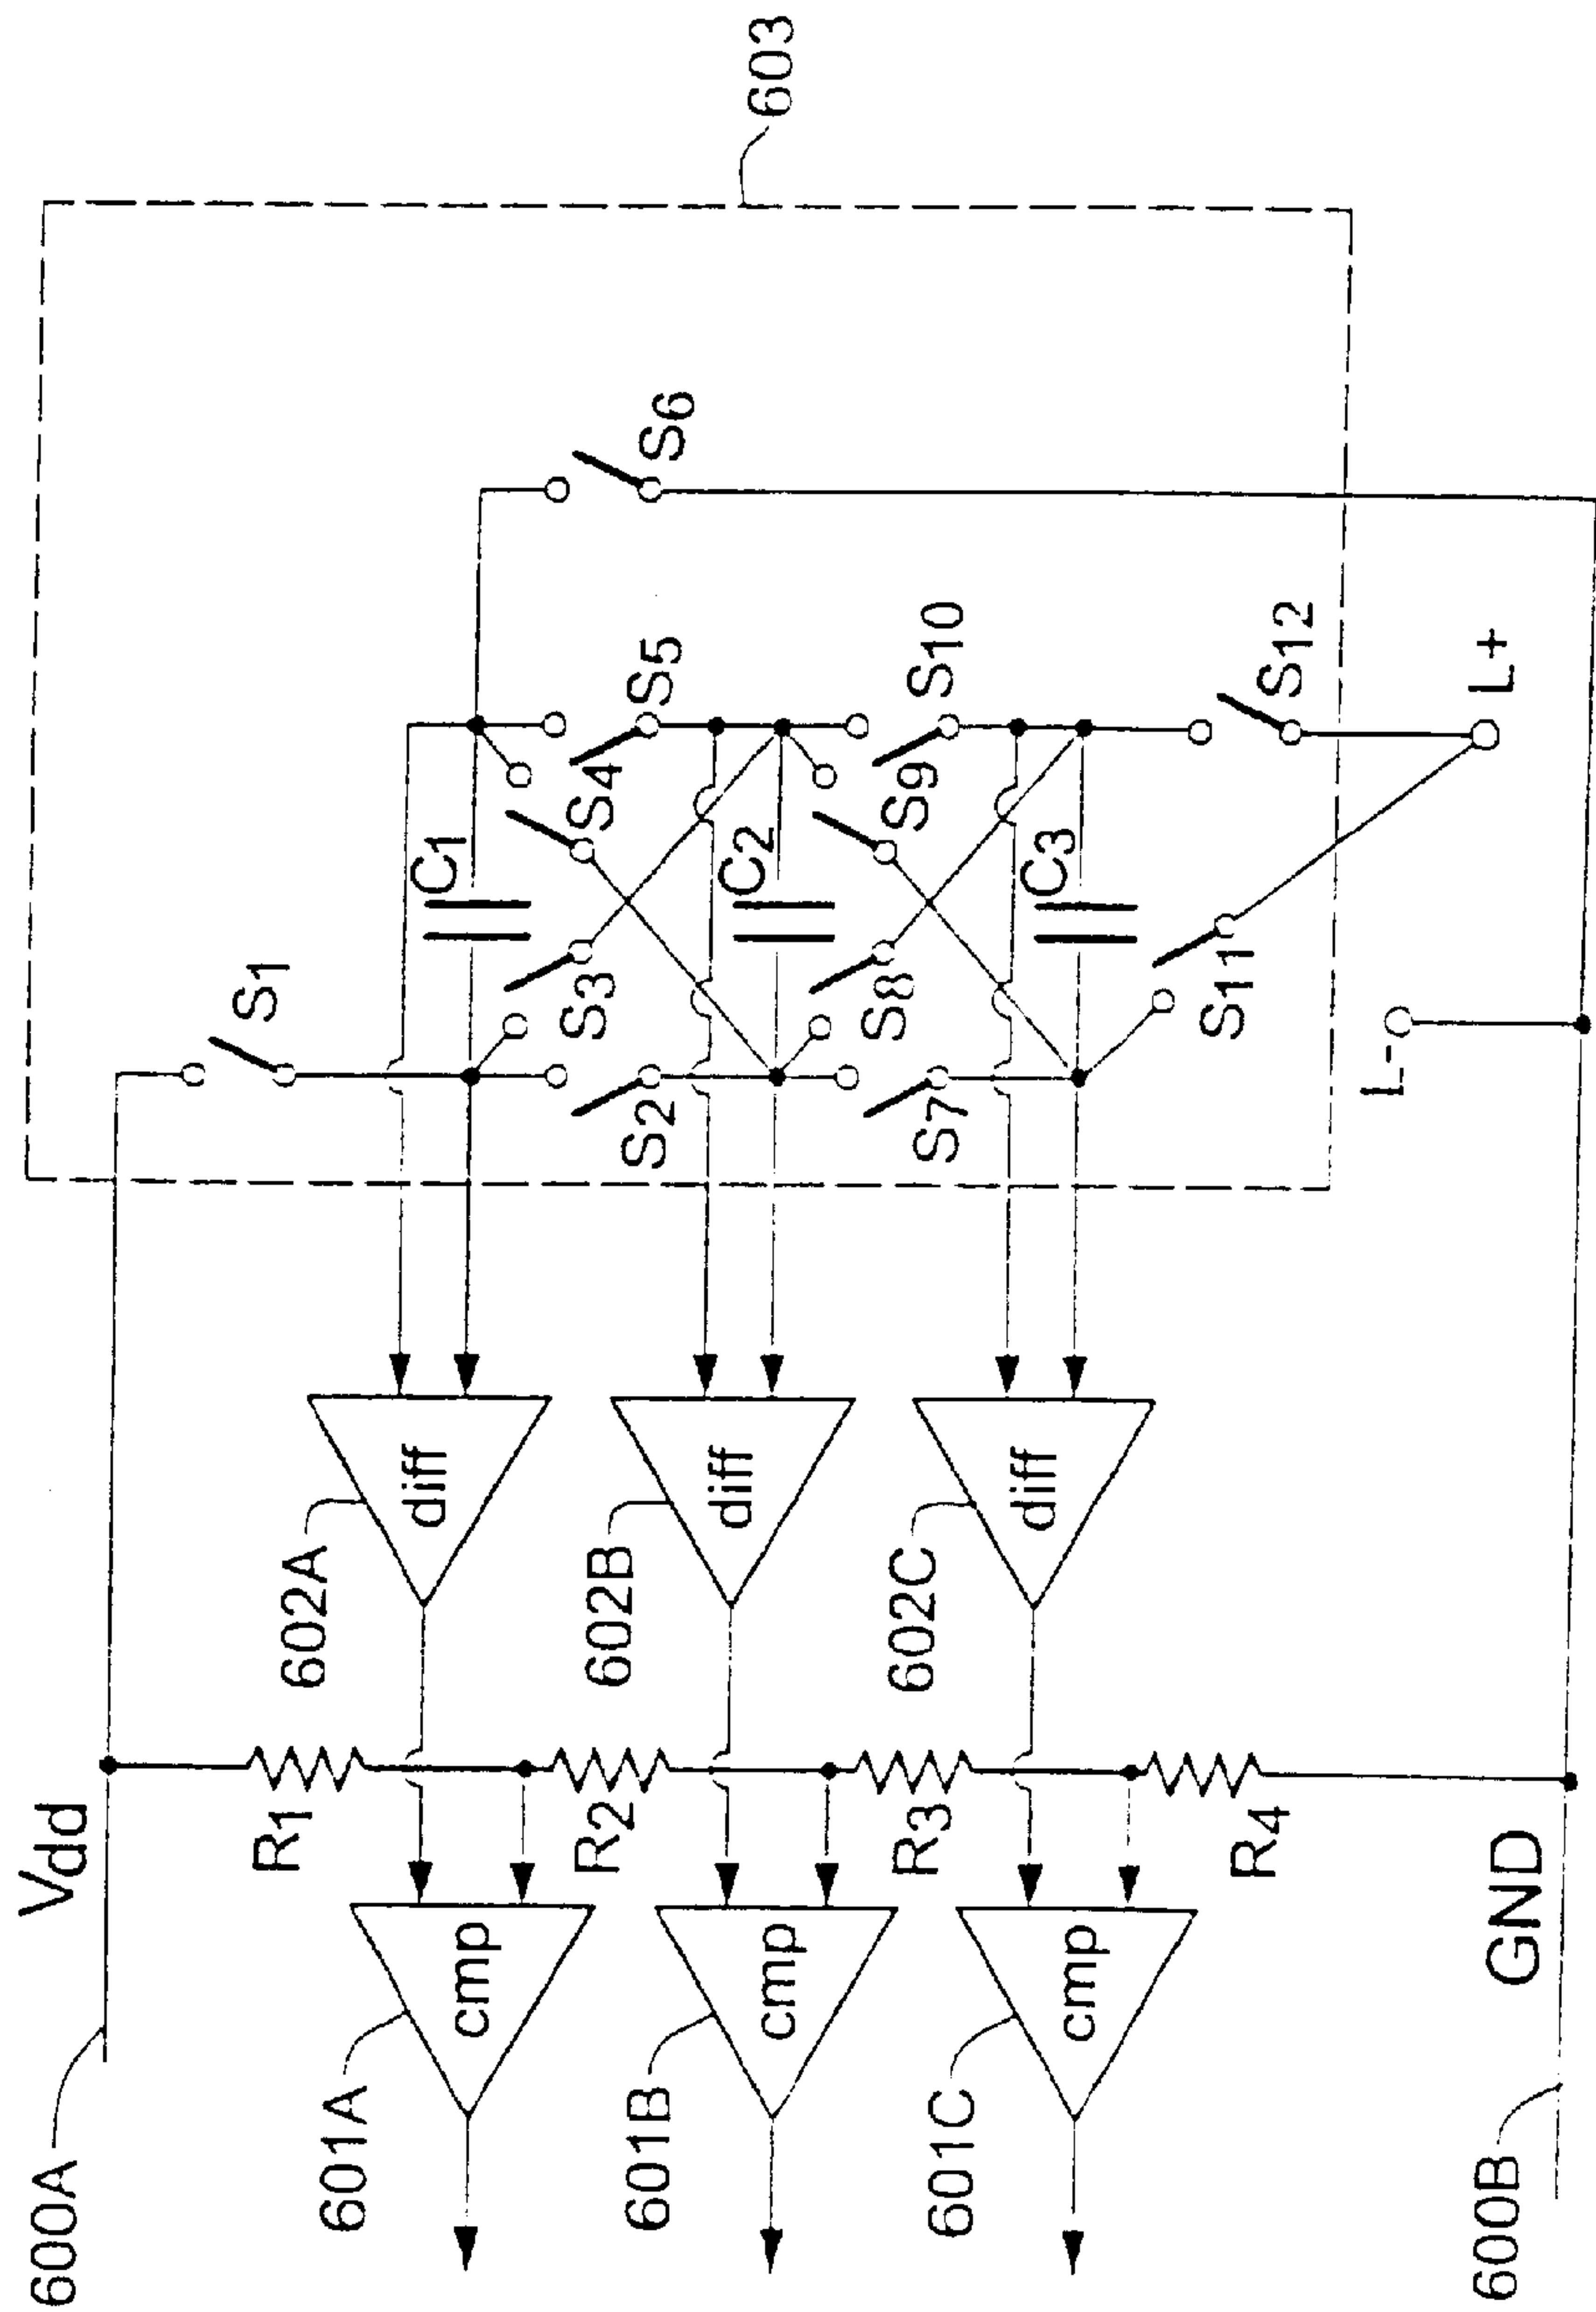 600A
Vdd
R1
R2
R3
R4
GND
600B
601A
601B
601C
cmp
cmp
cmp
602A
602B
602C
diff
diff
diff
603
S1
C1
S2
S3
S4
S5
S6
C2
S7
S8
S9
S10
C3
S11
S12
L-
L+